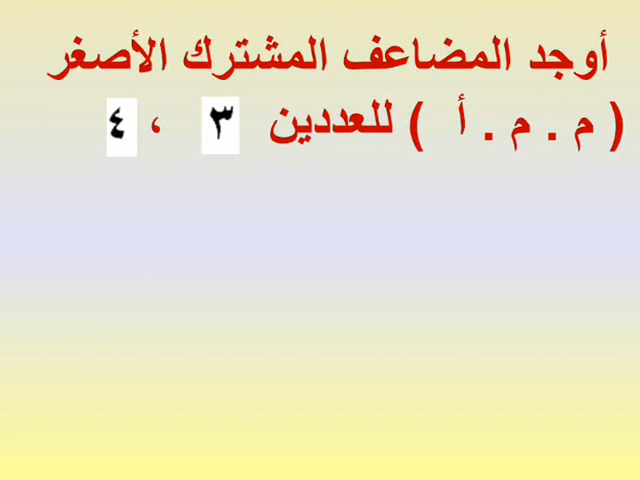 أوجد المضاعف المشترك الأصغر
( م . م . أ ) للعددين ٣ ، ٤